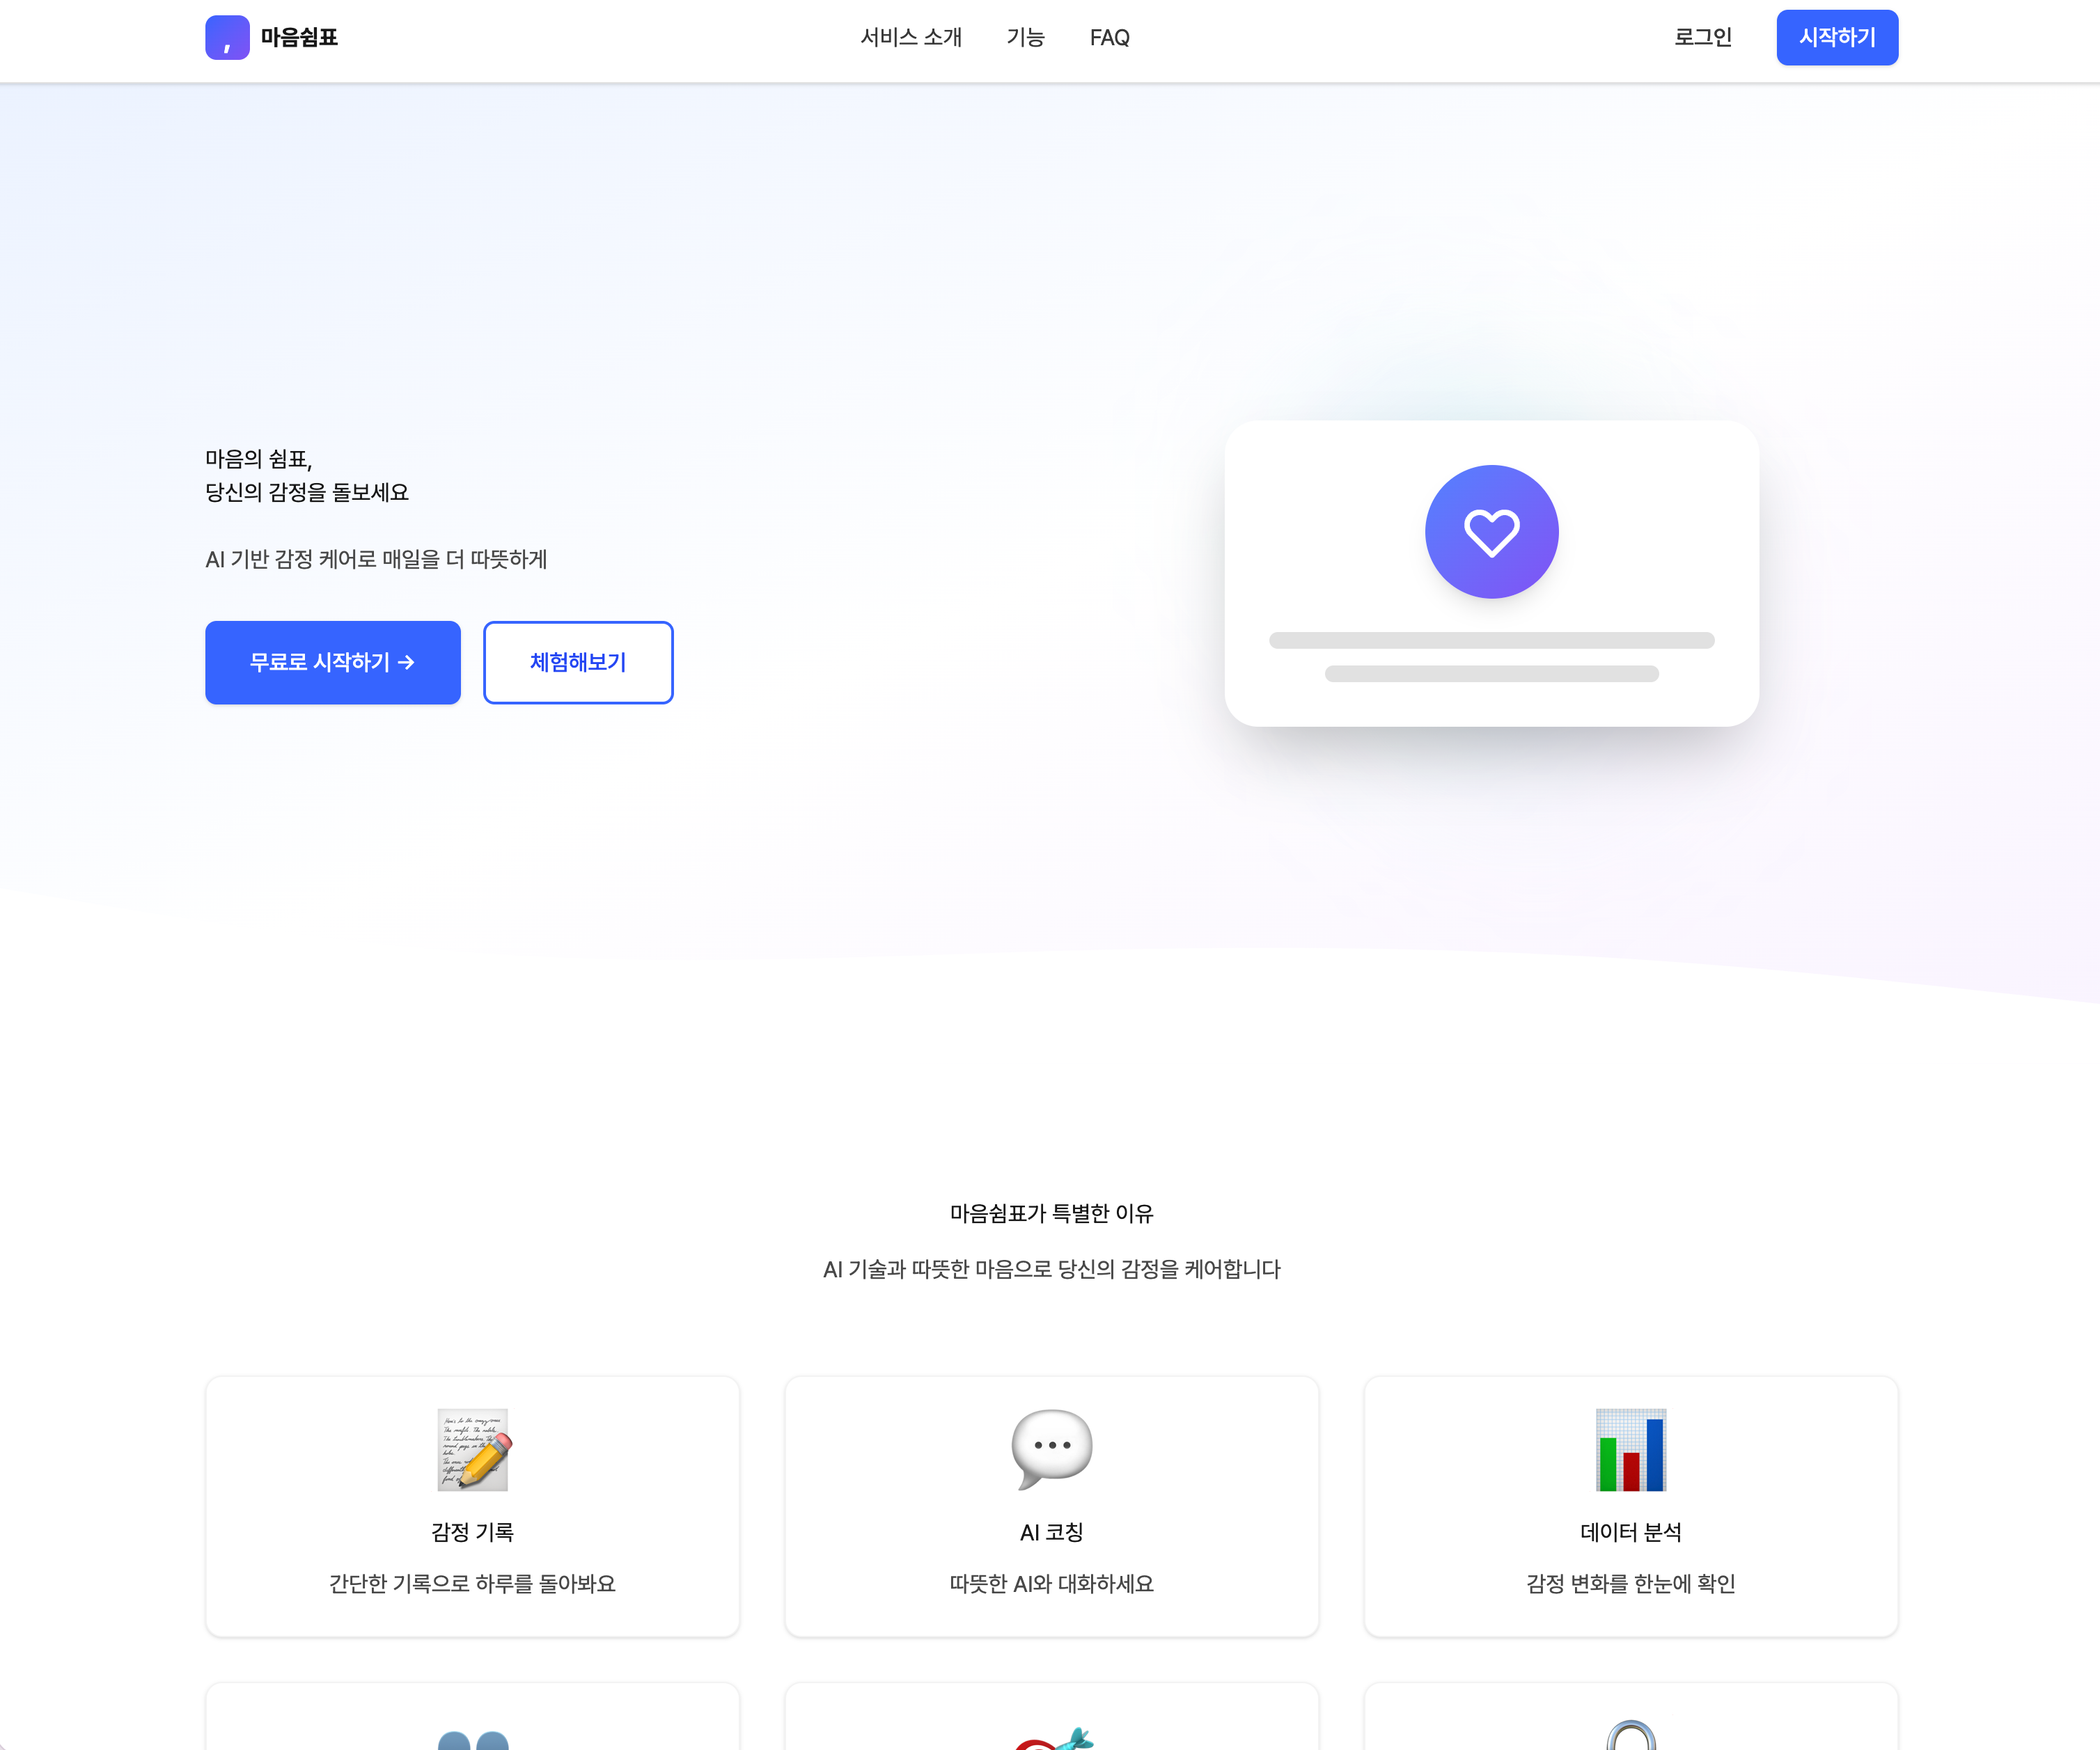 ,
마음쉼표
서비스 소개
기능
FAQ
로그인
시작하기
마음의 쉼표,
당신의 감정을 돌보세요
AI 기반 감정 케어로 매일을 더 따뜻하게
무료로 시작하기 →
체험해보기
마음쉼표가 특별한 이유
AI 기술과 따뜻한 마음으로 당신의 감정을 케어합니다
감정 기록
간단한 기록으로 하루를 돌아봐요
AI 코칭
따뜻한 AI와 대화하세요
데이터 분석
감정 변화를 한눈에 확인